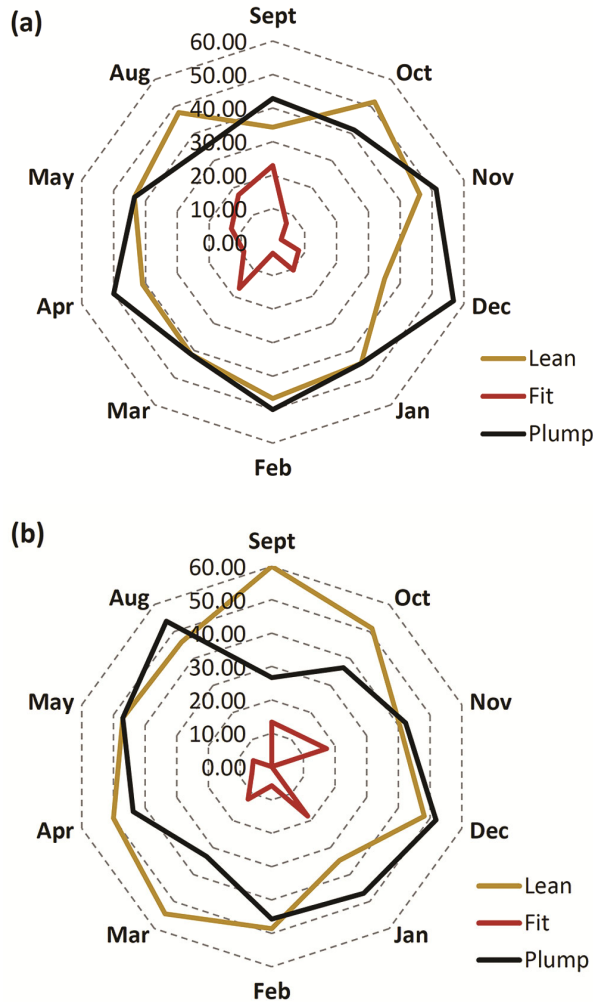 (a)
Sept
60.00
50.00
40.00
30.00
20.00
10.00
0.00
Aug
Oct
May
Nov
Apr
Dec
Mar
Jan
Feb
Lean
Fit
Plump
(b)
Sept
60.00
50.00
40.00
30.00
20.00
10.00
0.00
Aug
Oct
May
Nov
Apr
Dec
Mar
Jan
Feb
Lean
Fit
Plump